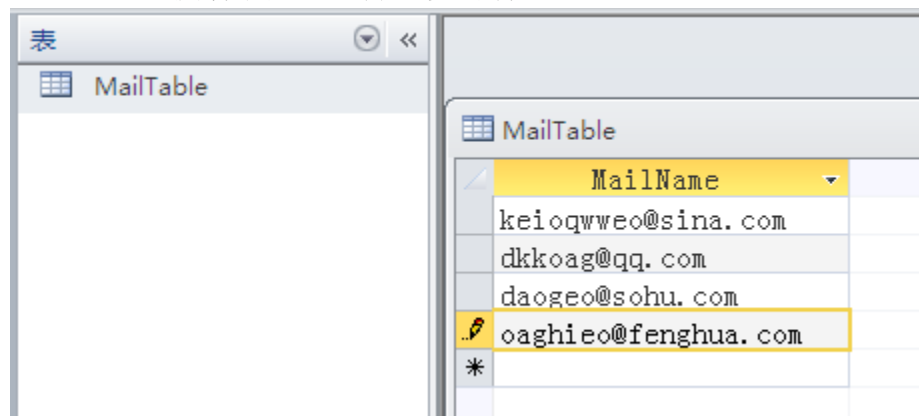 表
MailTable
MailTable
MailName
keioqwweo@sina.com
dkkoag@qq.com
daogeo@sohu.com
oaghieo@fenghua.com